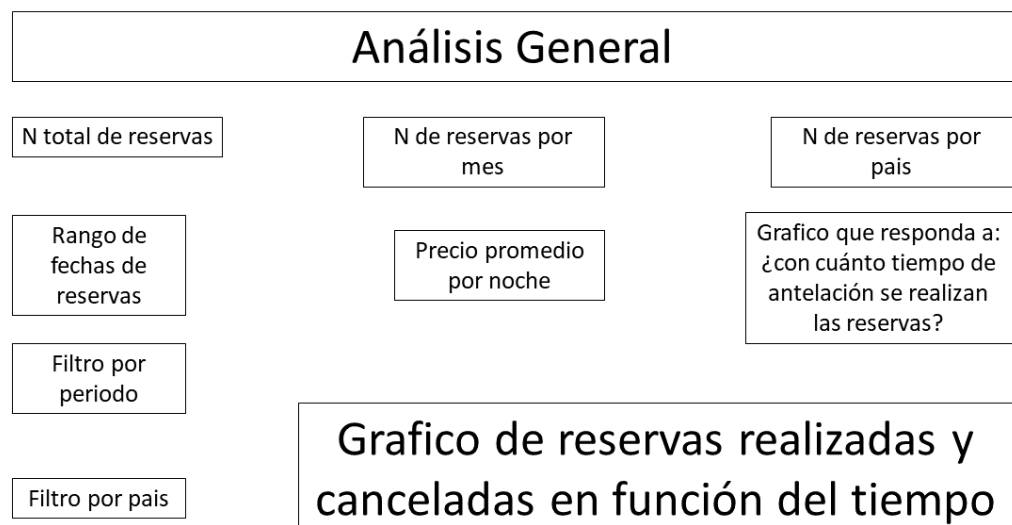 Análisis General
N total de reservas
N de reservas por
mes
N de reservas por
pais
Rango de
fechas de
reservas
Precio promedio
por noche
Grafico que responda a:
¿con cuánto tiempo de
antelación se realizan
las reservas?
Filtro por
periodo
Grafico de reservas realizadas y
canceladas en función del tiempo
Filtro por pais